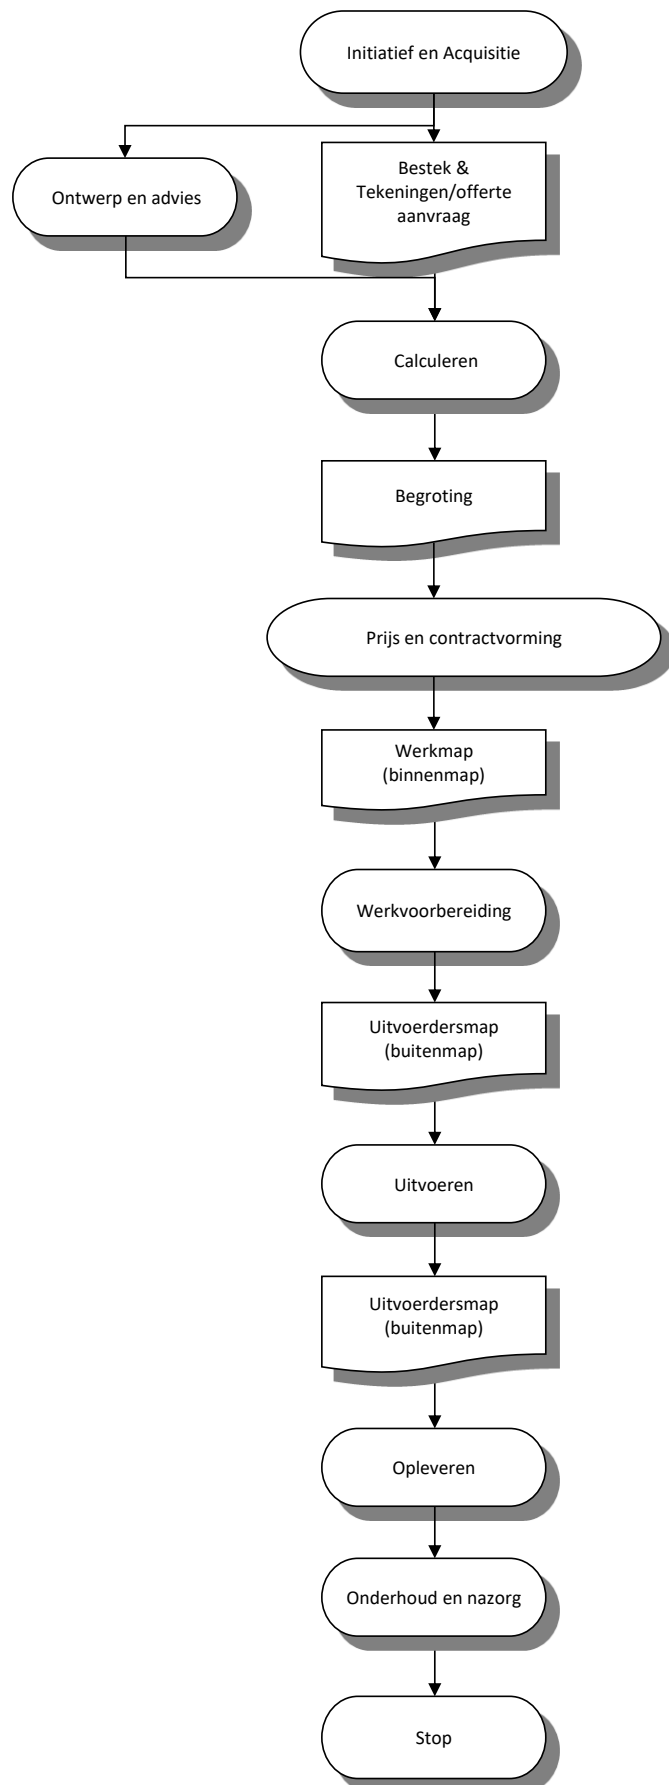 Initiatief en Acquisitie
Ontwerp en advies
Bestek &
Tekeningen/offerte
aanvraag
Calculeren
Begroting
Prijs en contractvorming
Werkmap
(binnenmap)
Werkvoorbereiding
Uitvoerdersmap
(buitenmap)
Uitvoeren
Uitvoerdersmap
(buitenmap)
Opleveren
Onderhoud en nazorg
Stop